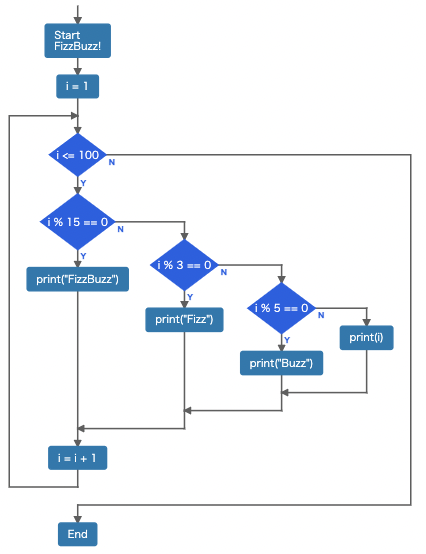 Start
FizzBuzz!
i = 1
i <= 100
N
Y
i % 15 == 0
N
Y
print("FizzBuzz")
i % 3 == 0
N
Y
print("Fizz")
i % 5 == 0
N
Y
print("Buzz")
print(i)
i = i + 1
End